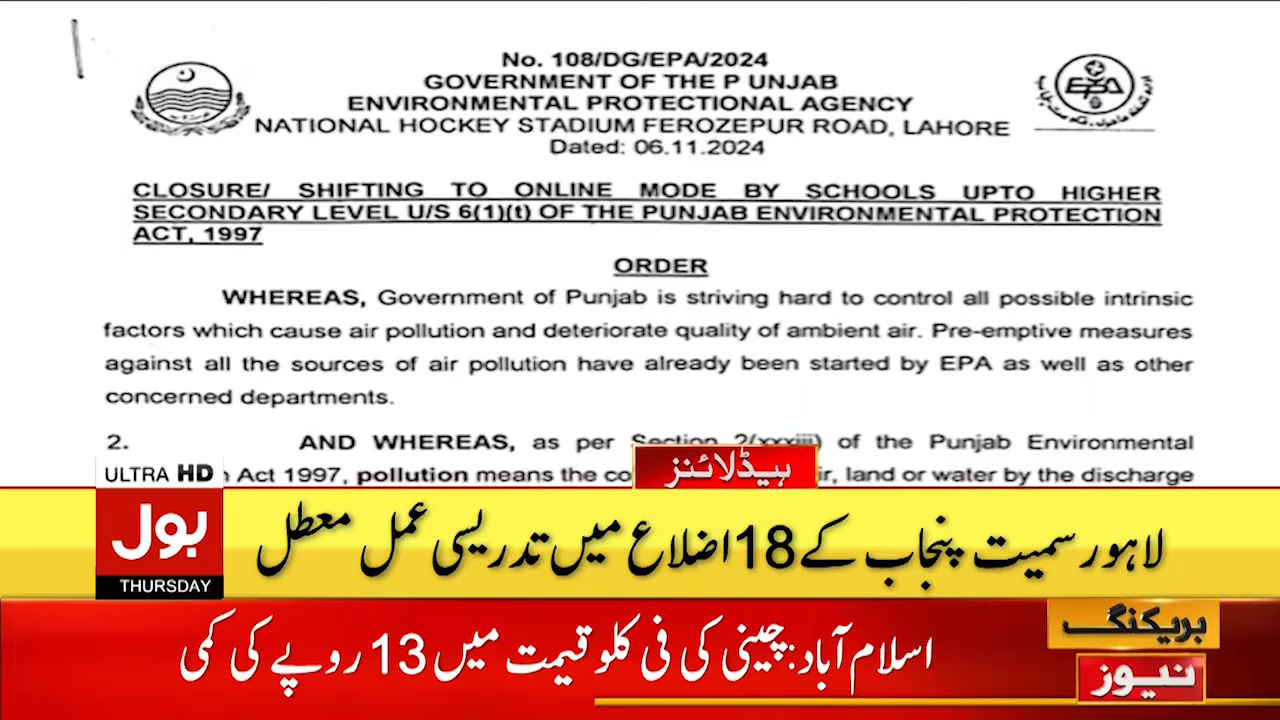 No. 108/DG/EPA/2024
GOVERNMENT OF THE P UNJAB
ENVIRONMENTAL PROTECTIONAL AGENCY
NATIONAL HOCKEY STADIUM FEROZEPUR ROAD, LAHORE
Dated: 06.11.2024
EPA
CLOSURE/ SHIFTING TO ONLINE MODE BY SCHOOLS UPTO HIGHER
SECONDARY LEVEL U/S 6(1)(t) OF THE PUNJAB ENVIRONMENTAL PROTECTION
ACT, 1997
ORDER
WHEREAS, Government of Punjab is striving hard to control all possible intrinsic
factors which cause air pollution and deteriorate quality of ambient air. Pre-emptive measures
against all the sources of air pollution have already been started by EPA as well as other
concerned departments.
2. AND WHEREAS, as per Section 2(xxxiii) of the Punjab Environmental
Act 1997, pollution means the land or water by the discharge
ہیڈلائنز
ULTRA HD
بول
THURSDAY
لاہور سمیت پنجاب کے 18 اضلاع میں تدریسی عمل معطل
بریکنگ
نیوز
اسلام آباد: چینی کی فی کلو قیمت میں 13 روپے کی کمی